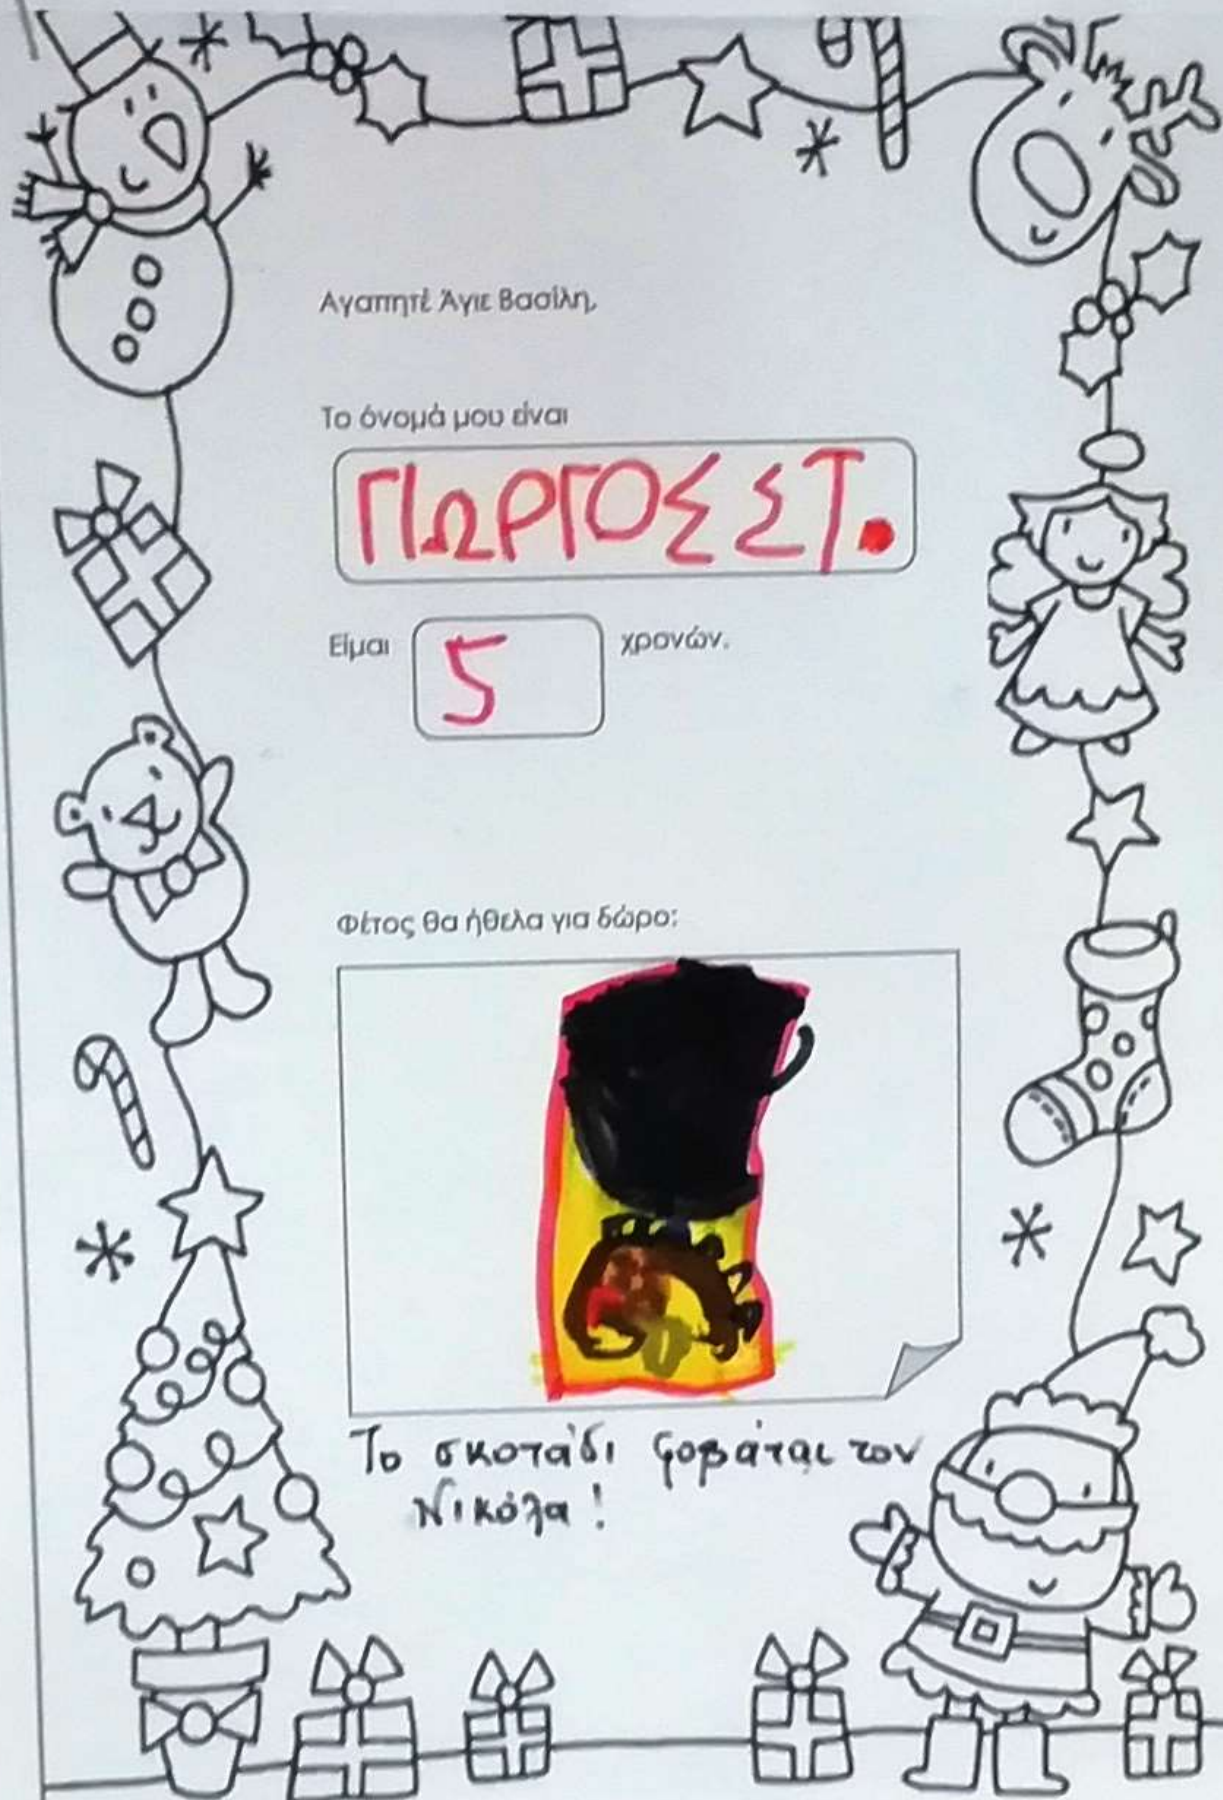 Αγαπητέ Άγιε Βασίλη,
Το όνομά μου είναι
ΓΙΩΡΓΟΣ ΣΤ.
Είμαι 5 χρονών.
Φέτος θα ήθελα για δώρο:
Το σκοτάδι φοβάται τον
Νικόλα!